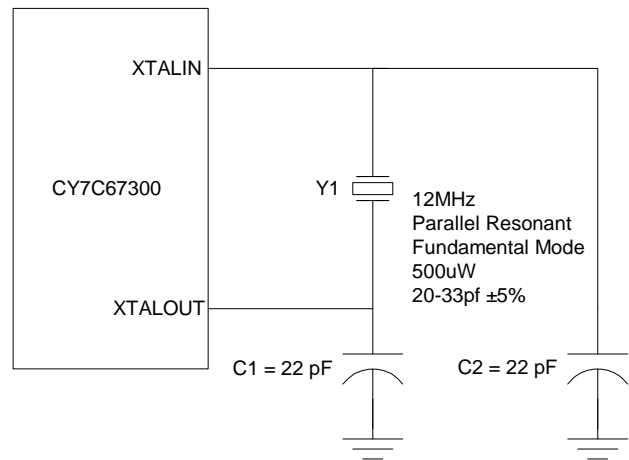 XTALIN
CY7C67300
Y1
12MHz
Parallel Resonant
Fundamental Mode
500uW
20-33pf ±5%
XTALOUT
C1 = 22 pF
C2 = 22 pF